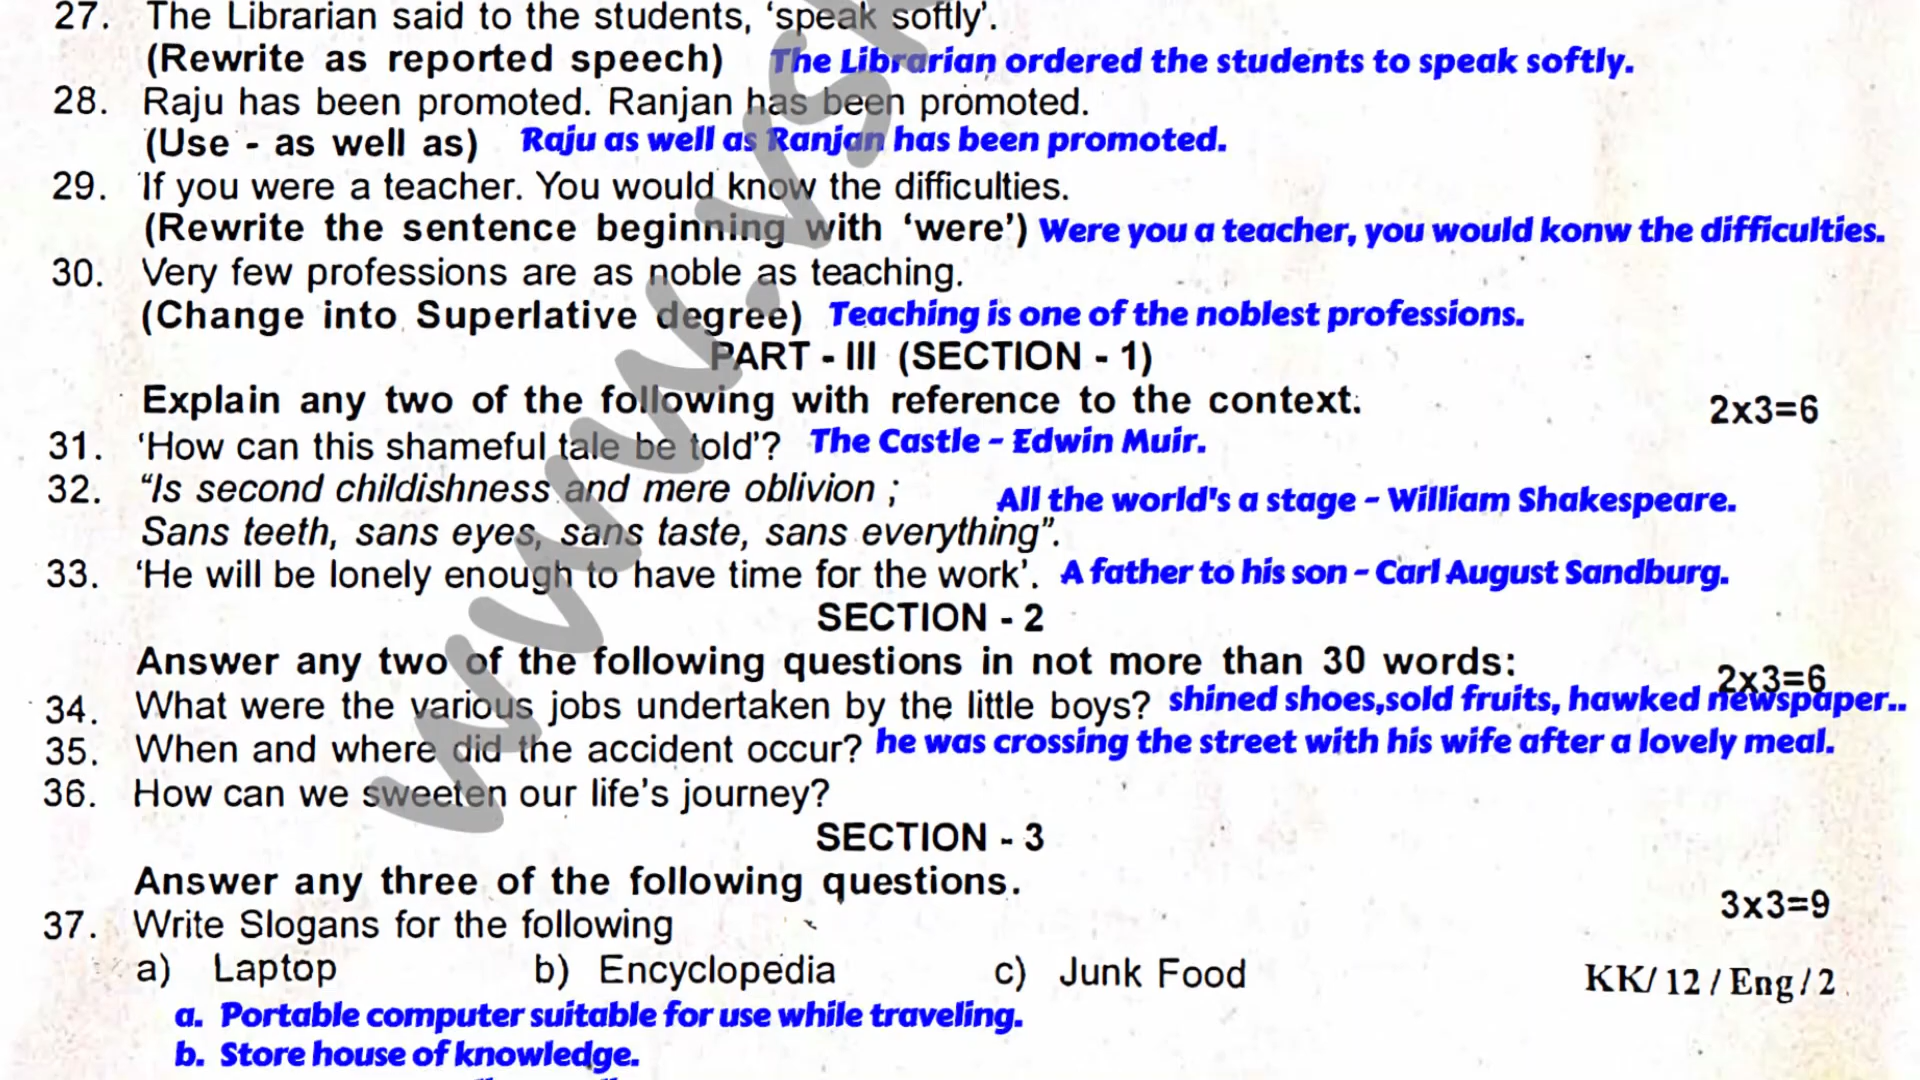 27. The Librarian said to the students, ‘speak softly’.
(Rewrite as reported speech) The Librarian ordered the students to speak softly.
28. Raju has been promoted. Ranjan has been promoted.
(Use - as well as) Raju as well as Ranjan has been promoted.
29. If you were a teacher. You would know the difficulties.
(Rewrite the sentence beginning with ‘were’) Were you a teacher, you would konw the difficulties.
30. Very few professions are as noble as teaching.
(Change into Superlative degree) Teaching is one of the noblest professions.
PART - III (SECTION - 1)
Explain any two of the following with reference to the context. 2x3=6
31. ‘How can this shameful tale be told’? The Castle - Edwin Muir.
32. “Is second childishness and mere oblivion ;
All the world's a stage - William Shakespeare.
Sans teeth, sans eyes, sans taste, sans everything”.
33. ‘He will be lonely enough to have time for the work’. A father to his son - Carl August Sandburg.
SECTION - 2
Answer any two of the following questions in not more than 30 words: 2x3=6
34. What were the various jobs undertaken by the little boys? shined shoes,sold fruits, hawked newspaper..
35. When and where did the accident occur? he was crossing the street with his wife after a lovely meal.
36. How can we sweeten our life’s journey?
SECTION - 3
Answer any three of the following questions. 3x3=9
37. Write Slogans for the following
a) Laptop b) Encyclopedia c) Junk Food KK/ 12 / Eng / 2
a. Portable computer suitable for use while traveling.
b. Store house of knowledge.
www.vsk